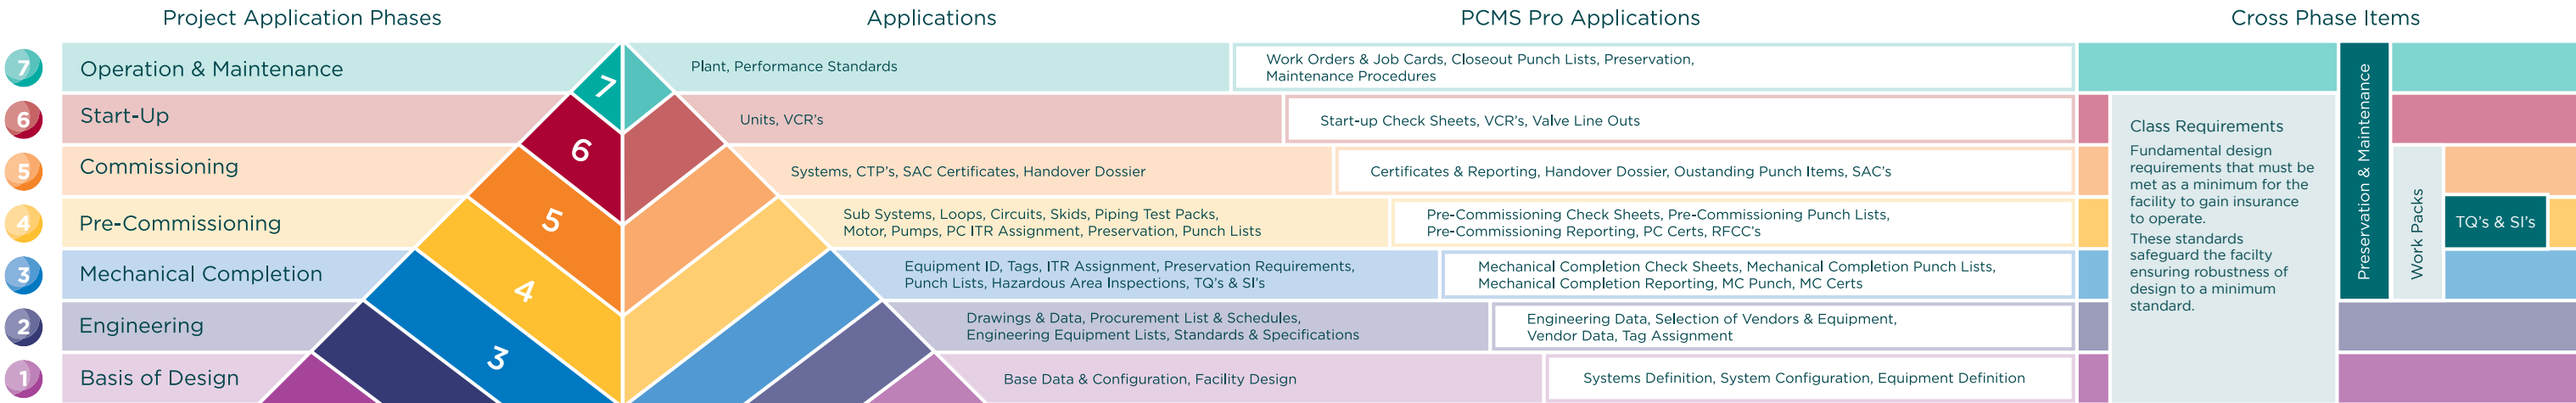 Project Application Phases
Applications
PCMS Pro Applications
Cross Phase Items
7
Operation & Maintenance
7
Plant, Performance Standards
Work Orders & Job Cards, Closeout Punch Lists, Preservation,
Maintenance Procedures
6
Start-Up
6
Units, VCR's
Start-up Check Sheets, VCR's, Valve Line Outs
5
Commissioning
5
Systems, CTP's, SAC Certificates, Handover Dossier
Certificates & Reporting, Handover Dossier, Oustanding Punch Items, SAC's
4
Pre-Commissioning
4
Sub Systems, Loops, Circuits, Skids, Piping Test Packs,
Motor, Pumps, PC ITR Assignment, Preservation, Punch Lists
Pre-Commissioning Check Sheets, Pre-Commissioning Punch Lists,
Pre-Commissioning Reporting, PC Certs, RFCC's
3
Mechanical Completion
3
Equipment ID, Tags, ITR Assignment, Preservation Requirements,
Punch Lists, Hazardous Area Inspections, TQ's & SI's
Mechanical Completion Check Sheets, Mechanical Completion Punch Lists,
Mechanical Completion Reporting, MC Punch, MC Certs
2
Engineering
Drawings & Data, Procurement List & Schedules,
Engineering Equipment Lists, Standards & Specifications
Engineering Data, Selection of Vendors & Equipment,
Vendor Data, Tag Assignment
1
Basis of Design
Base Data & Configuration, Facility Design
Systems Definition, System Configuration, Equipment Definition
Class Requirements
Fundamental design
requirements that must be
met as a minimum for the
facility to gain insurance
to operate.
These standards
safeguard the facilty
ensuring robustness of
design to a minimum
standard.
Preservation & Maintenance
Work Packs
TQ's & SI's